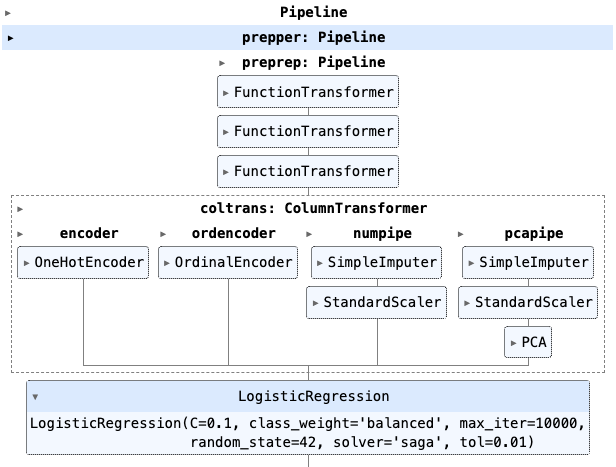 Pipeline
prepper: Pipeline
preprep: Pipeline
FunctionTransformer
FunctionTransformer
FunctionTransformer
coltrans: ColumnTransformer
encoder ordencoder numpipe pcapipe
OneHotEncoder OrdinalEncoder SimpleImputer SimpleImputer
StandardScaler StandardScaler
PCA
LogisticRegression
LogisticRegression(C=0.1, class_weight='balanced', max_iter=10000,
random_state=42, solver='saga', tol=0.01)